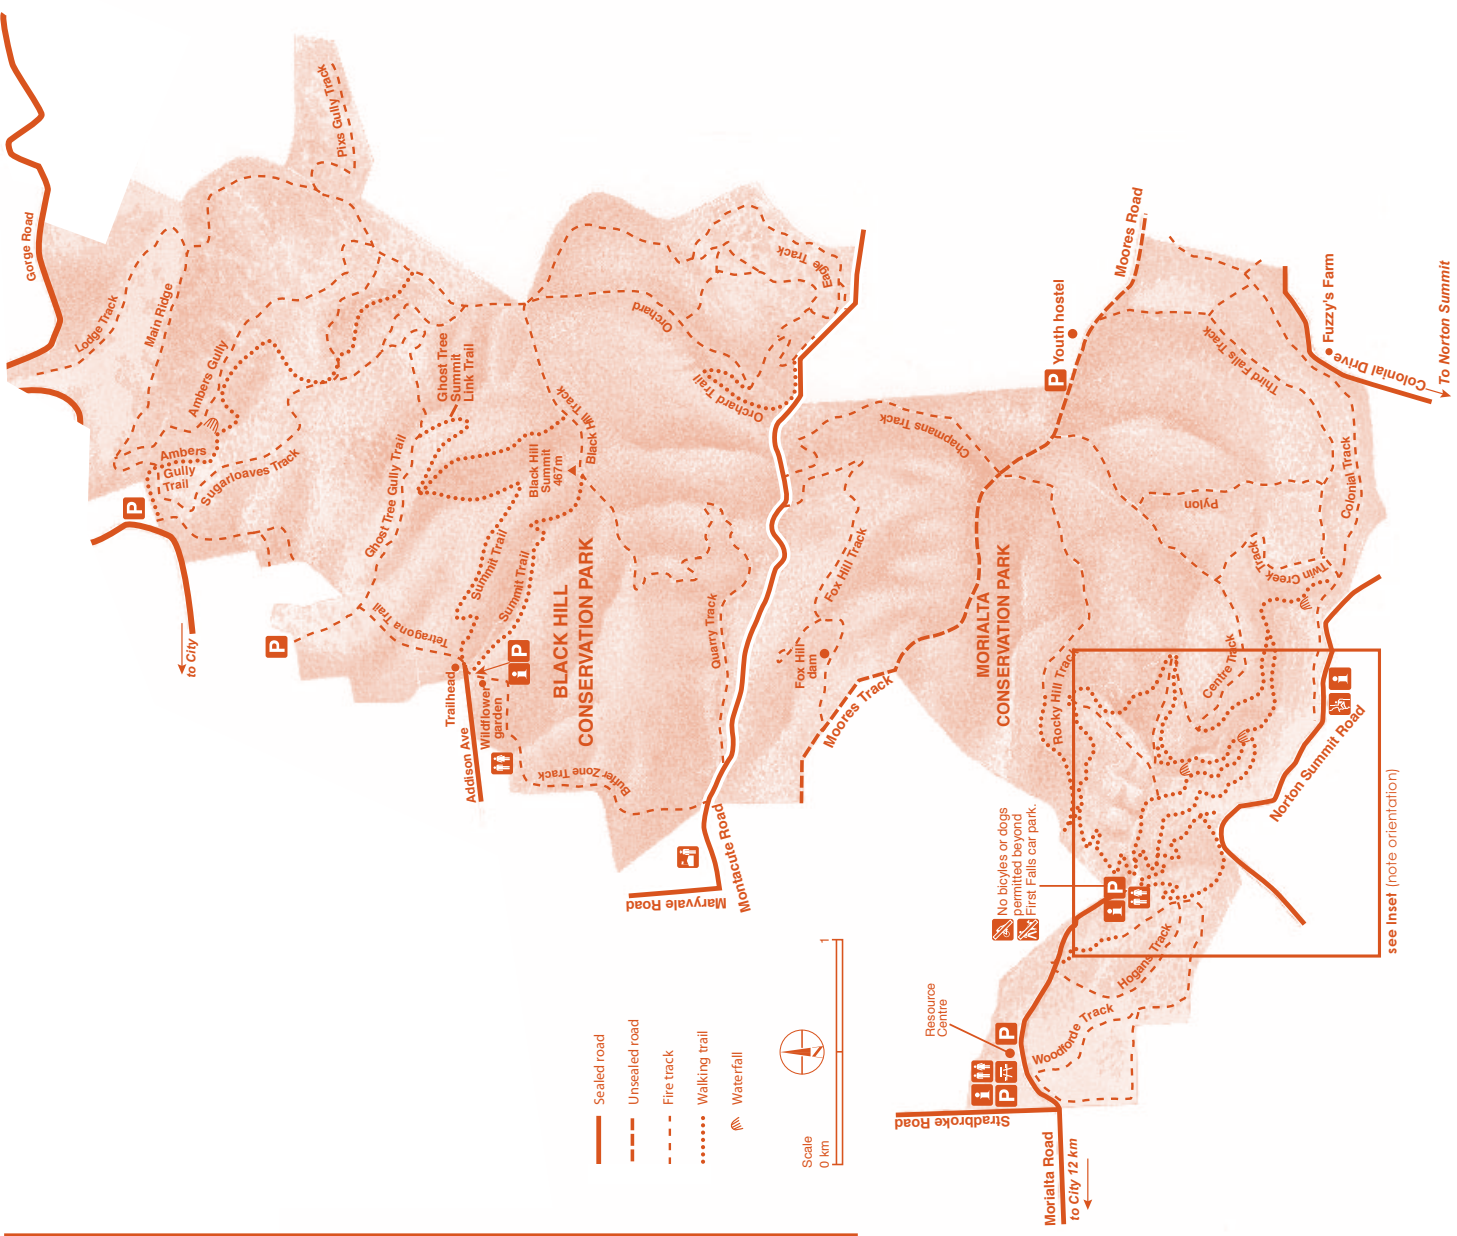 Gorge Road
Lodge Track
Main Ridge
Pixs Gully Track
Ambers Gully
Ambers
Gully
Trail
Sugarloaves Track
P
to City
Ghost Tree Gully Trail
Ghost Tree
Summit
Link Trail
Tetragona Trail
P
Summit Trail
Summit Trail
Black Hill
Summit
467m
Black Hill Track
Trailhead
Wildflower
garden
P
i
Addison Ave
BLACK HILL
CONSERVATION PARK
Buffer Zone Track
Quarry Track
Orchard
Orchard Trail
Eagle Track
Maryvale Road
Montacute Road
Fox Hill Track
Fox Hill
dam
Moores Track
Chapmans Track
Moores Road
Youth hostel
P
MORIALTA
CONSERVATION PARK
Rocky Hill Track
Pylon
Third Falls Track
Fuzzy's Farm
Colonial Drive
To Norton Summit
Colonial Track
Twin Creek Track
Centre Track
i
Norton Summit Road
see Inset (note orientation)
No bicyles or dogs
permitted beyond
First Falls car park.
P
i
Hogans Track
Woodforde Track
Resource
Centre
P
i
P
Stradbroke Road
Morialta Road
to City 12 km
Sealed road
Unsealed road
Fire track
Walking trail
Waterfall
N
Scale
0 km
1